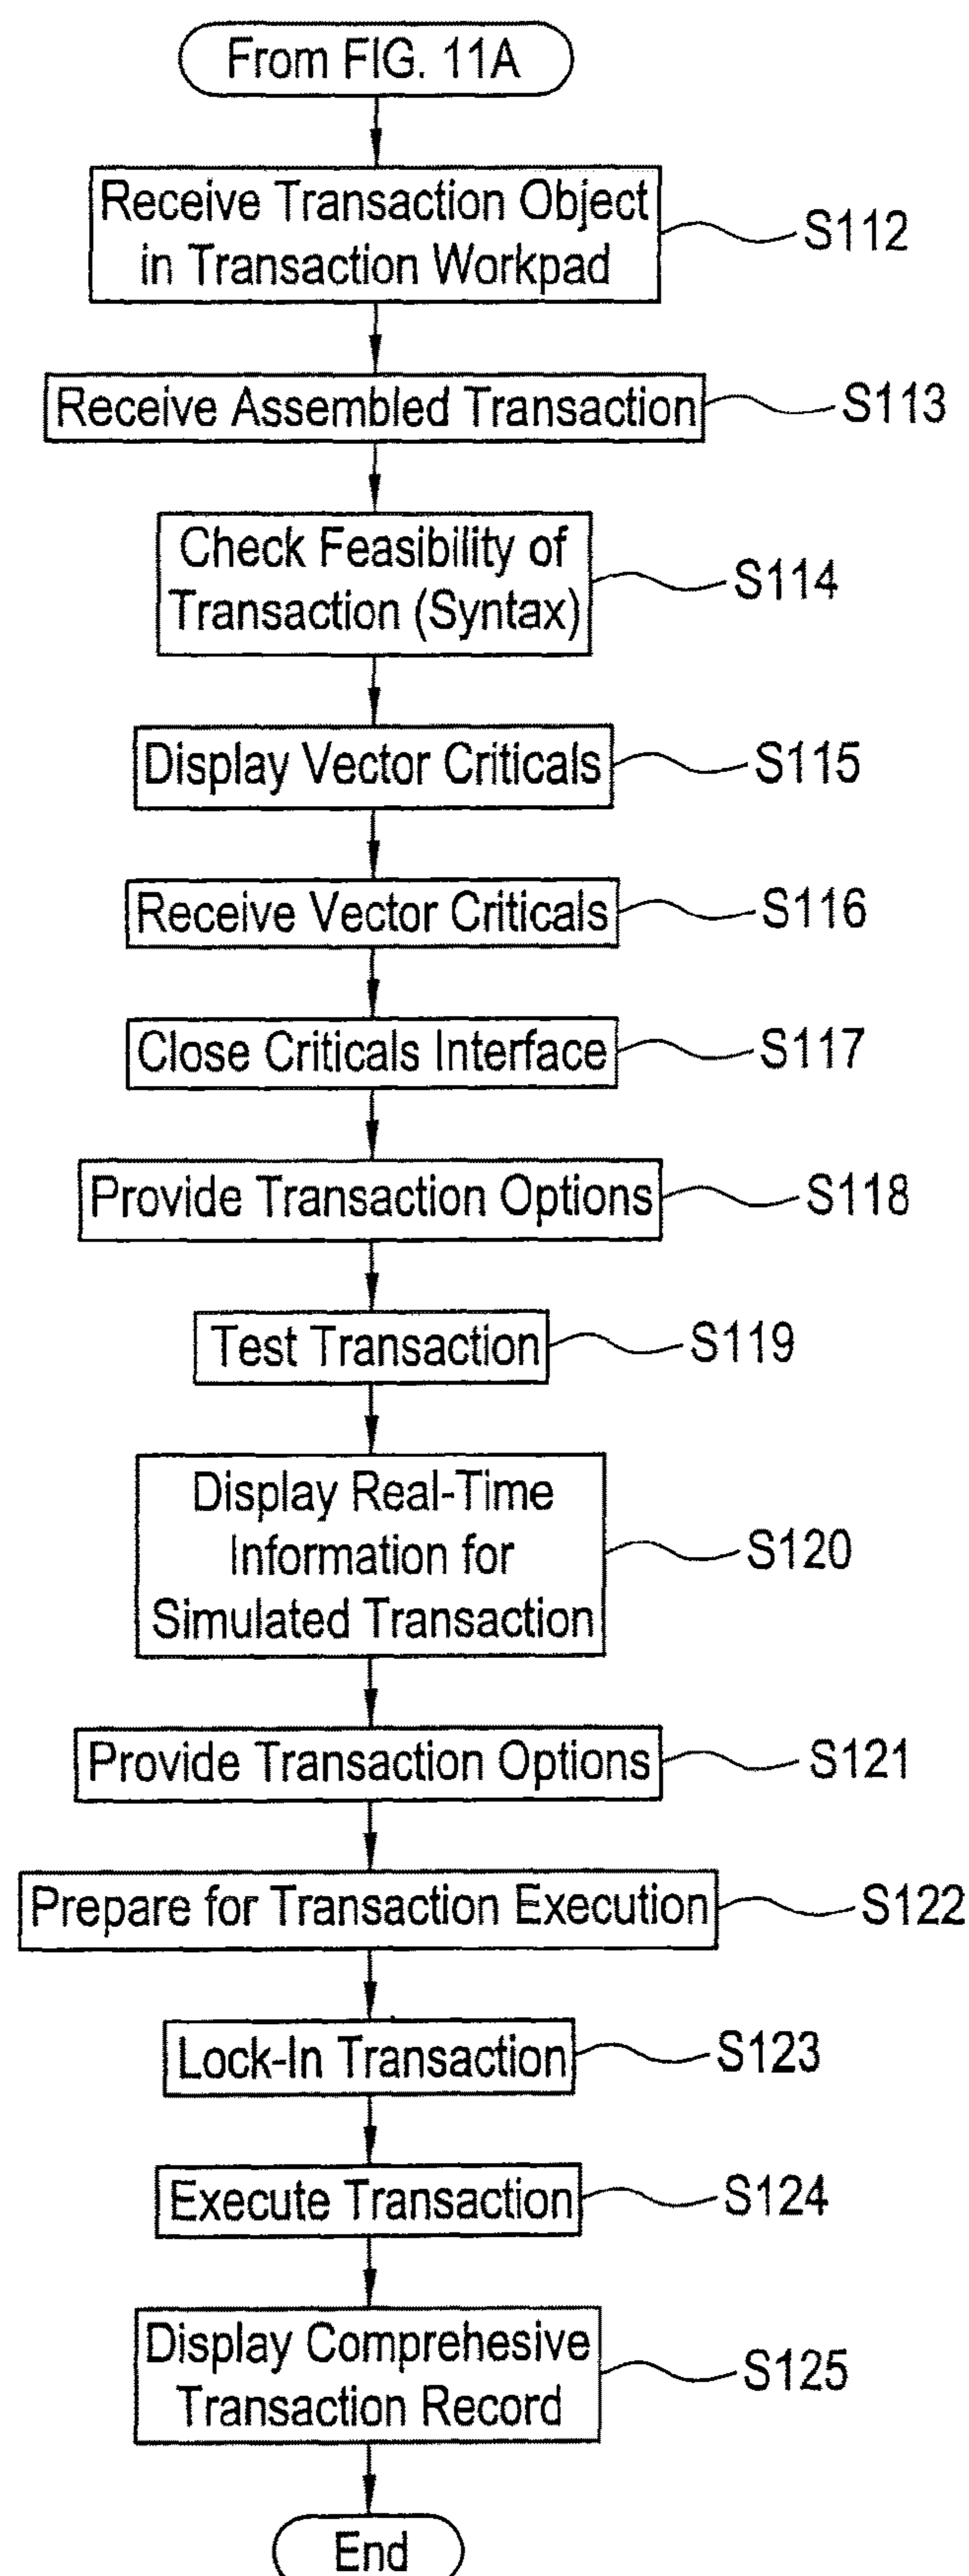 From FIG. 11A
Receive Transaction Object
in Transaction Workpad
S112
Receive Assembled Transaction
S113
Check Feasibility of
Transaction (Syntax)
S114
Display Vector Criticals
S115
Receive Vector Criticals
S116
Close Criticals Interface
S117
Provide Transaction Options
S118
Test Transaction
S119
Display Real-Time
Information for
Simulated Transaction
S120
Provide Transaction Options
S121
Prepare for Transaction Execution
S122
Lock-In Transaction
S123
Execute Transaction
S124
Display Comprehesive
Transaction Record
S125
End